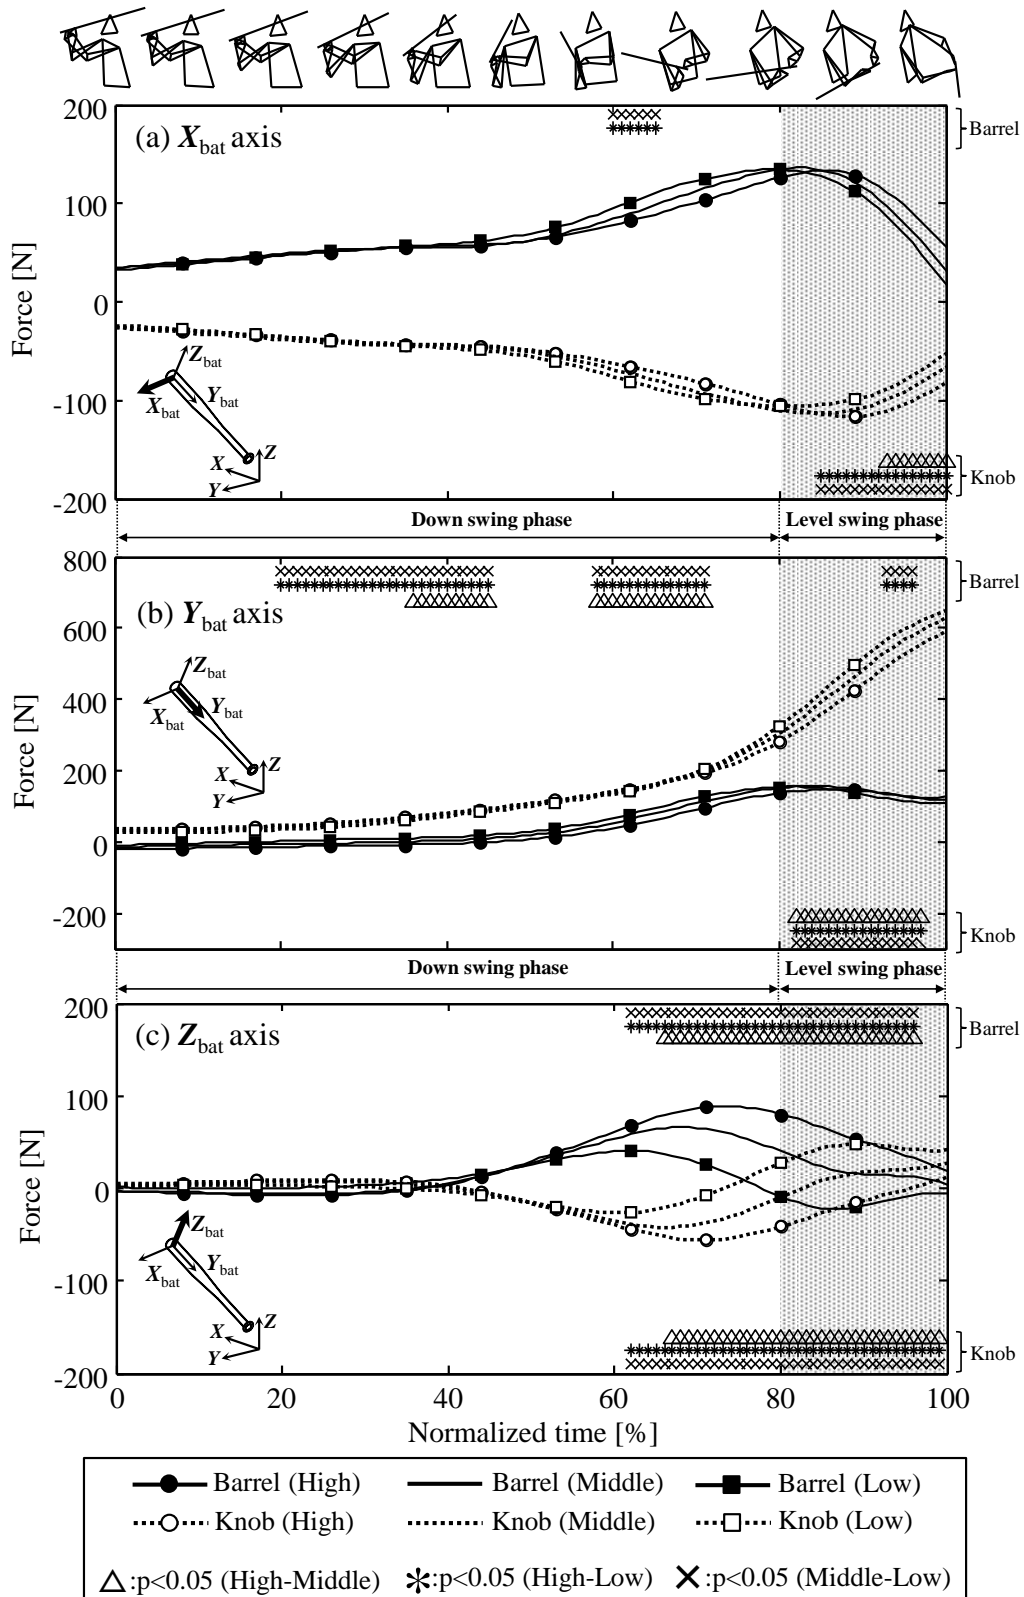 200
(a) Xbat axis
Barrel
100
0
Force [N]
-100
-200
Zbat
Ybat
Xbat
Z
X
Y
Knob
Down swing phase
Level swing phase
800
(b) Ybat axis
Barrel
600
400
200
0
-200
Force [N]
Zbat
Ybat
Xbat
Z
X
Y
Knob
Down swing phase
Level swing phase
200
(c) Zbat axis
Barrel
100
0
-100
-200
Force [N]
Zbat
Ybat
Xbat
Z
X
Y
Knob
0 20 40 60 80 100
Normalized time [%]
Barrel (High) Barrel (Middle) Barrel (Low)
Knob (High) Knob (Middle) Knob (Low)
△:p<0.05 (High-Middle) *:p<0.05 (High-Low) ×:p<0.05 (Middle-Low)